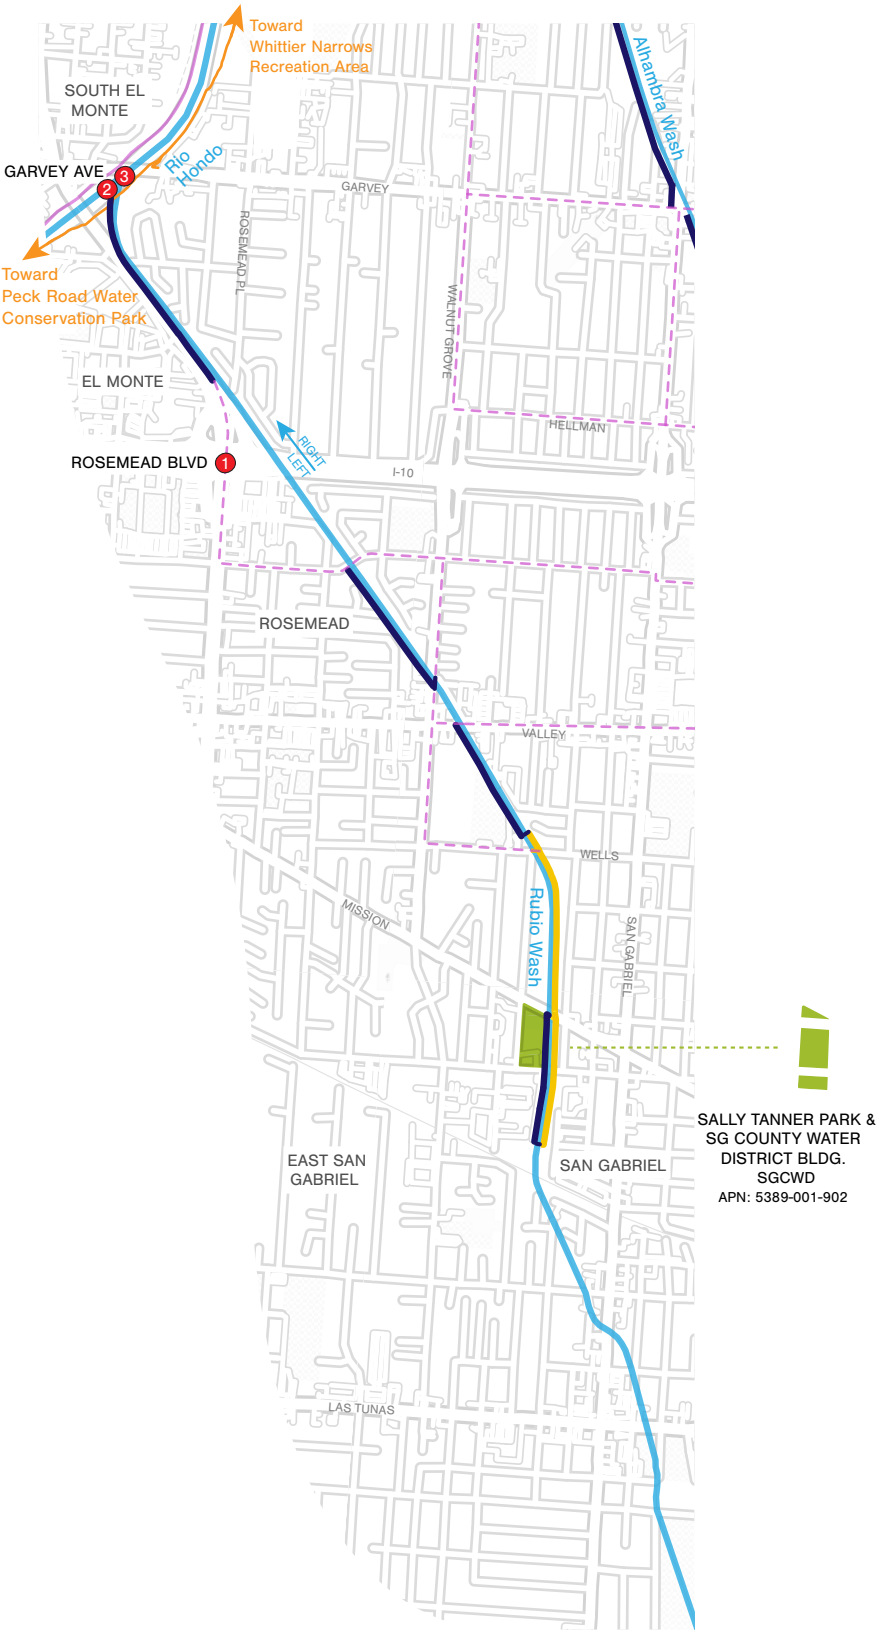 Toward
Whittier Narrows
Recreation Area
Alhambra Wash
SOUTH EL
MONTE
Rio
Hondo
GARVEY AVE
3
2
GARVEY
ROSEMEAD PL
Toward
Peck Road Water
Conservation Park
WALNUT GROVE
EL MONTE
HELLMAN
RIGHT
LEFT
ROSEMEAD BLVD
1
I-10
ROSEMEAD
VALLEY
WELLS
Rubio Wash
MISSION
SAN GABRIEL
SALLY TANNER PARK &
SG COUNTY WATER
DISTRICT BLDG.
SGCWD
APN: 5389-001-902
EAST SAN
GABRIEL
SAN GABRIEL
LAS TUNAS